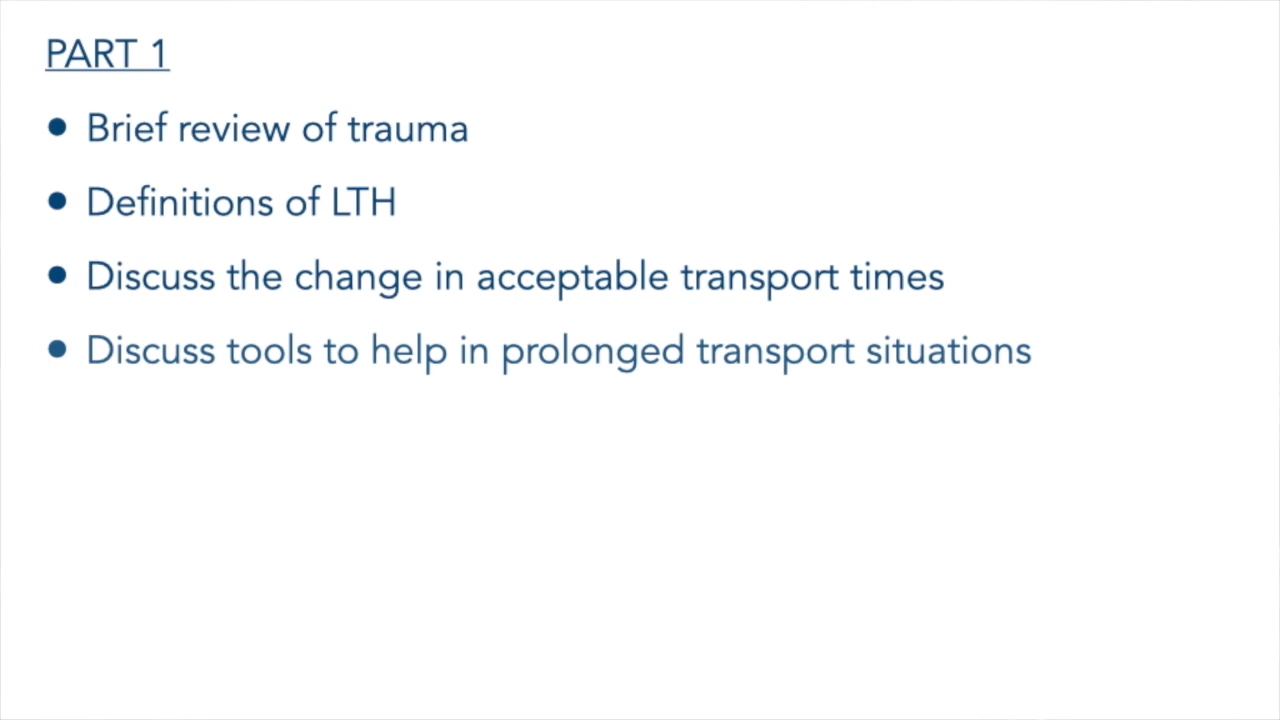 PART 1
• Brief review of trauma
• Definitions of LTH
• Discuss the change in acceptable transport times
• Discuss tools to help in prolonged transport situations